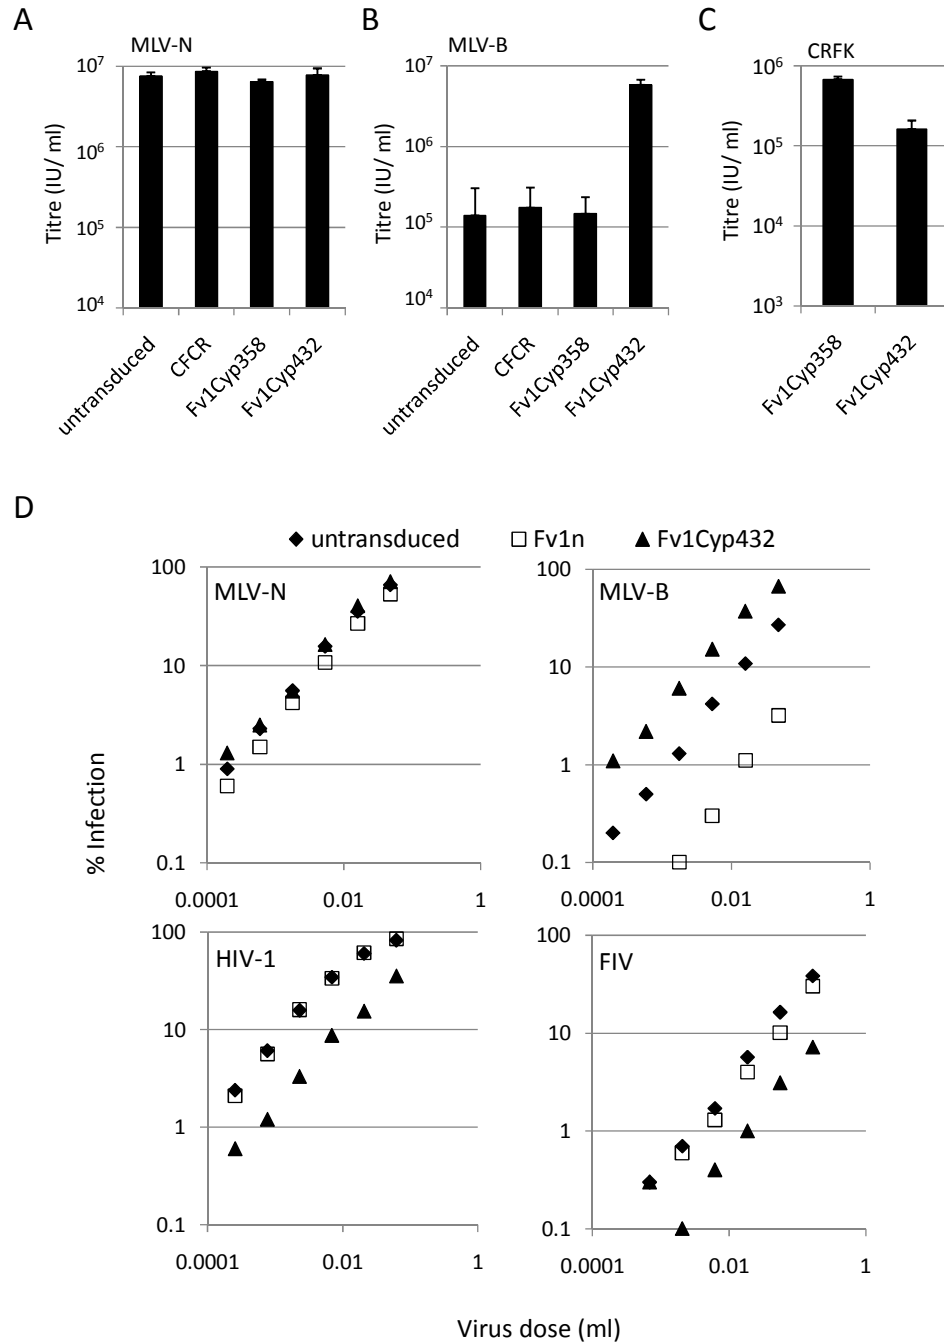 A
B
C
MLV-N
MLV-B
CRFK
Titre (IU/ ml)
10⁷
10⁶
10⁵
10⁴
untransduced
CFCR
Fv1Cyp358
Fv1Cyp432
Titre (IU/ ml)
10⁷
10⁶
10⁵
10⁴
untransduced
CFCR
Fv1Cyp358
Fv1Cyp432
Titre (IU/ ml)
10⁶
10⁵
10⁴
10³
Fv1Cyp358
Fv1Cyp432
D
untransduced Fv1n Fv1Cyp432
% Infection
MLV-N
100
10
1
0.1
0.0001 0.01 1
MLV-B
100
10
1
0.1
0.0001 0.01 1
HIV-1
100
10
1
0.1
0.0001 0.01 1
FIV
100
10
1
0.1
0.0001 0.01 1
Virus dose (ml)